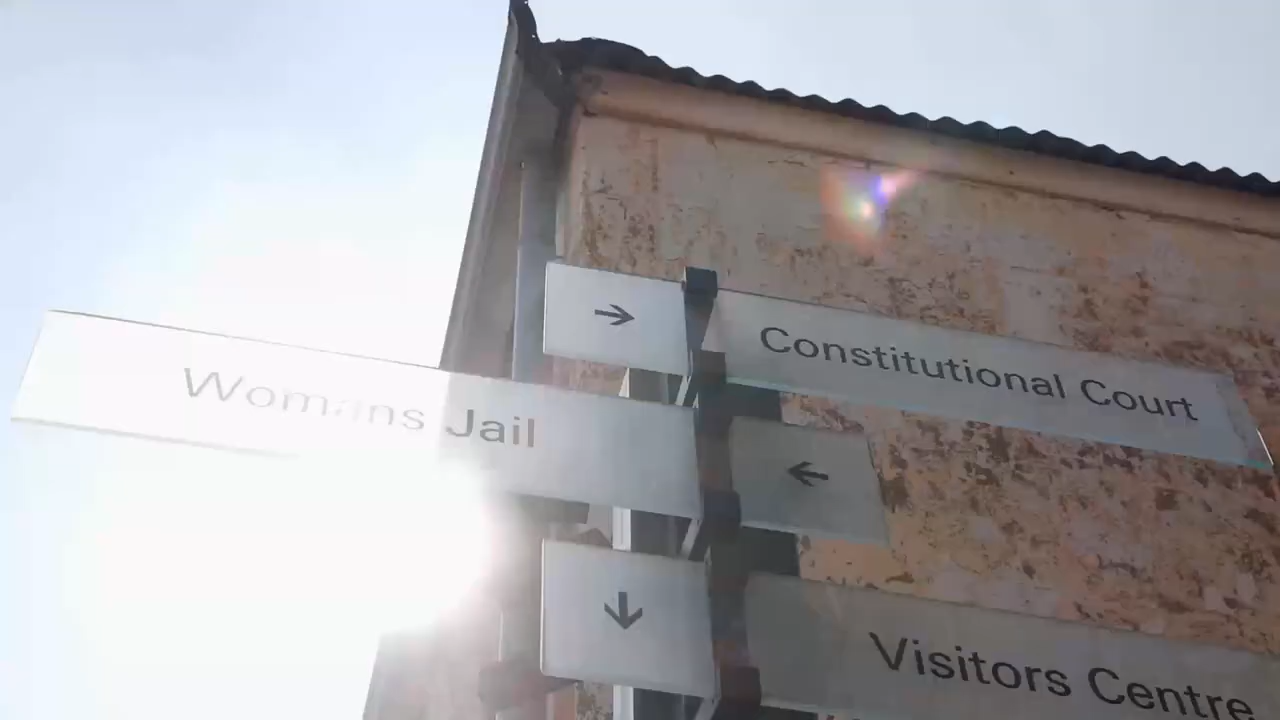 → Constitutional Court
Womans Jail ←
↓ Visitors Centre